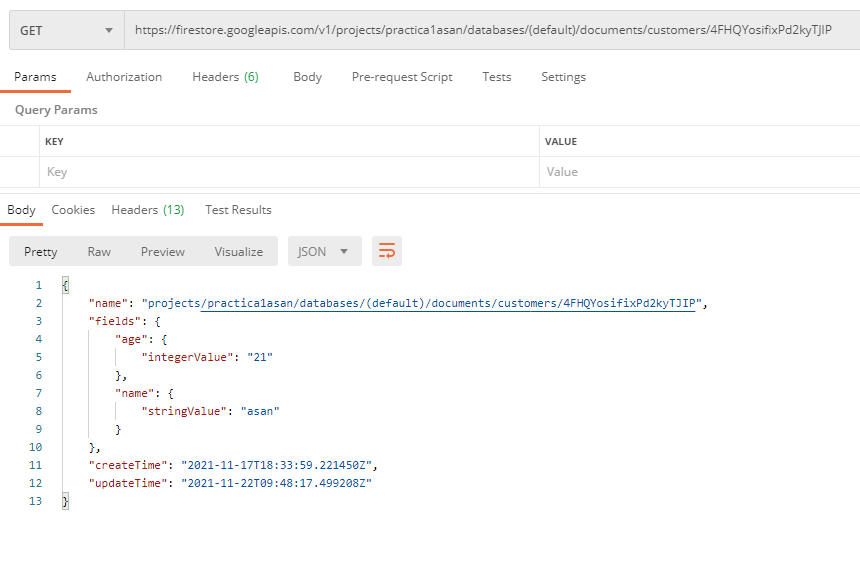 GET https://firestore.googleapis.com/v1/projects/practica1asan/databases/(default)/documents/customers/4FHQYosifixPd2kyTJIP
Params Authorization Headers (6) Body Pre-request Script Tests Settings
Query Params
KEY VALUE
Key Value
Body Cookies Headers (13) Test Results
Pretty Raw Preview Visualize JSON
1 {
2 "name": "projects/practica1asan/databases/(default)/documents/customers/4FHQYosifixPd2kyTJIP",
3 "fields": {
4 "age": {
5 "integerValue": "21"
6 },
7 "name": {
8 "stringValue": "asan"
9 }
10 },
11 "createTime": "2021-11-17T18:33:59.221450Z",
12 "updateTime": "2021-11-22T09:48:17.499208Z"
13 }